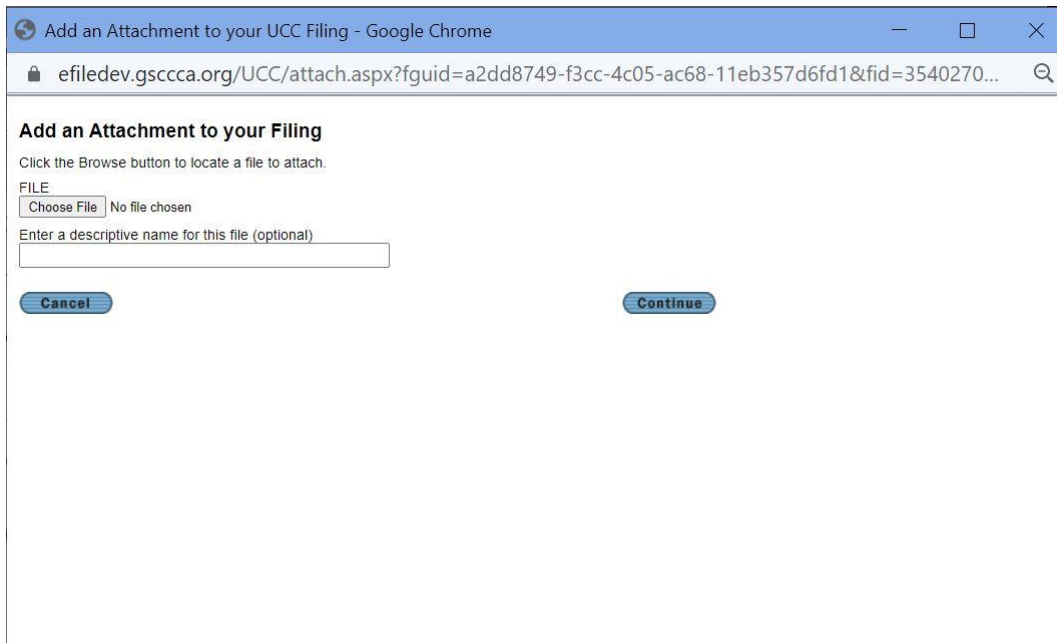 Add an Attachment to your UCC Filing - Google Chrome
efiledev.gsccca.org/UCC/attach.aspx?fguid=a2dd8749-f3cc-4c05-ac68-11eb357d6fd1&fid=3540270...
Add an Attachment to your Filing
Click the Browse button to locate a file to attach.
FILE
Choose File No file chosen
Enter a descriptive name for this file (optional)
Cancel Continue